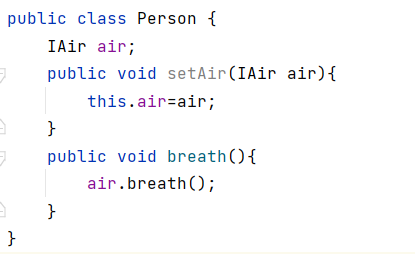 public class Person {
    IAir air;
    public void setAir(IAir air){
        this.air=air;
    }
    public void breath(){
        air.breath();
    }
}